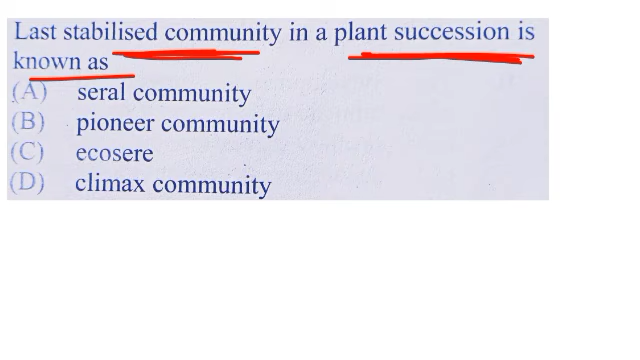 Last stabilised community in a plant succession is
known as
(A) seral community
(B) pioneer community
(C) ecosere
(D) climax community